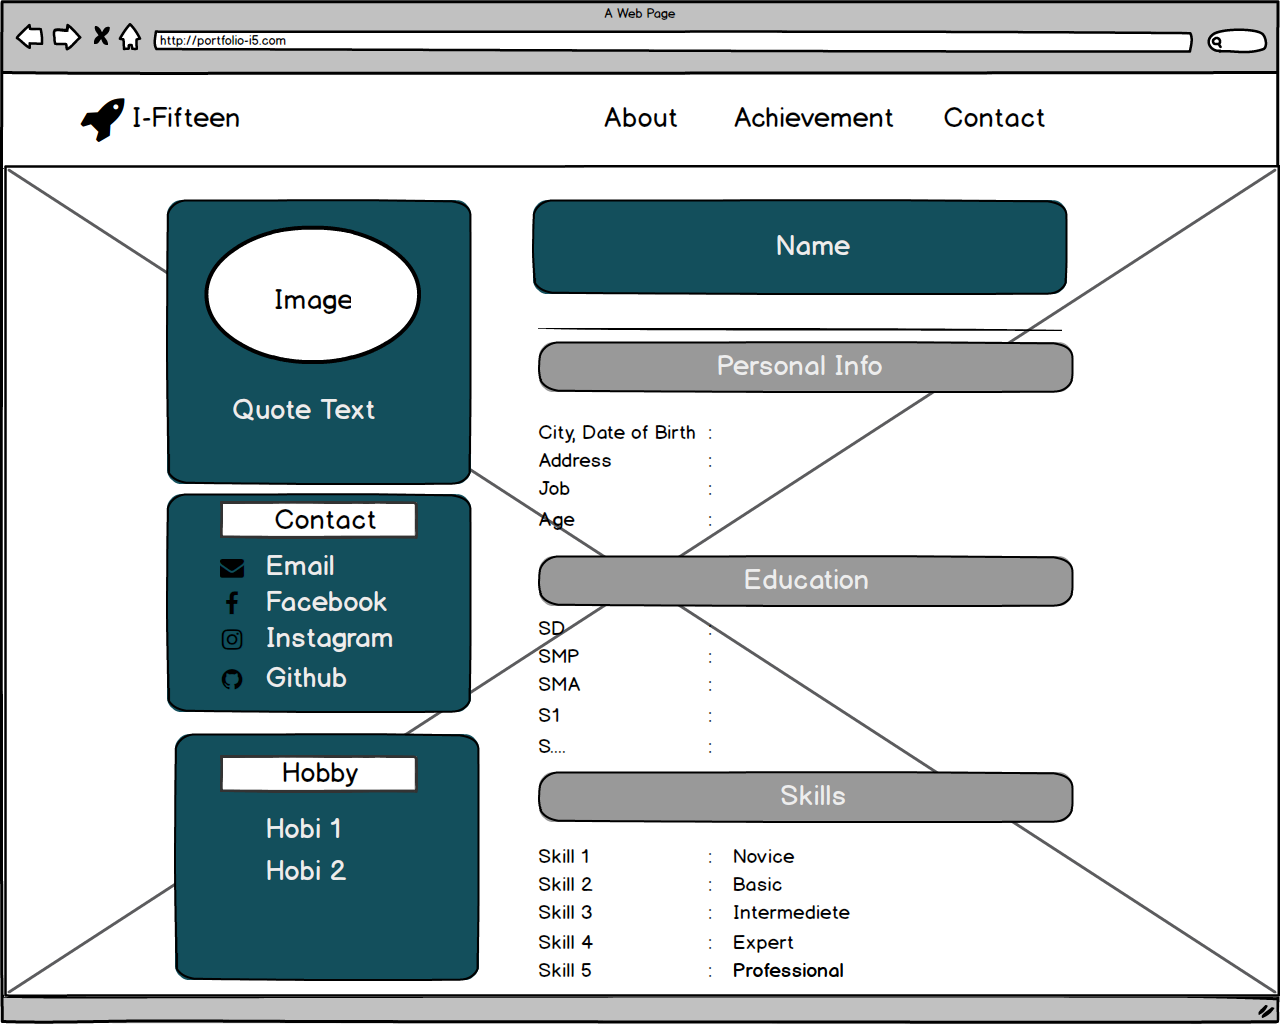 A Web Page
http://portfolio-i5.com
I-Fifteen
About
Achievement
Contact
Image
Quote Text
Contact
Email
Facebook
Instagram
Github
Hobby
Hobi 1
Hobi 2
Name
Personal Info
City, Date of Birth :
Address :
Job :
Age :
Education
SD :
SMP :
SMA :
S1 :
S.... :
Skills
Skill 1 : Novice
Skill 2 : Basic
Skill 3 : Intermediete
Skill 4 : Expert
Skill 5 : Professional